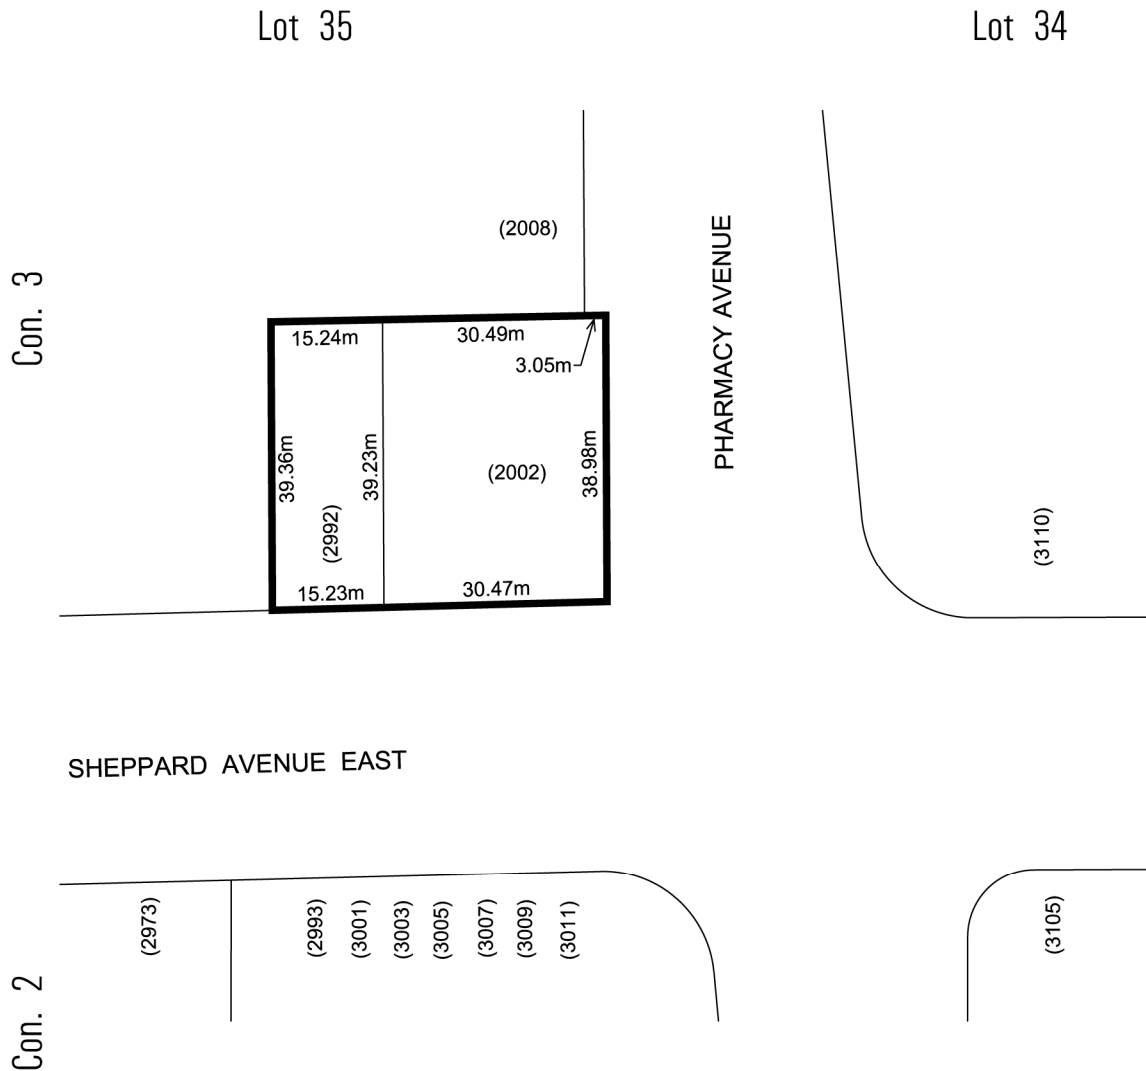 Lot 35
Lot 34
Con. 3
(2008)
PHARMACY AVENUE
15.24m
30.49m
3.05m
39.36m
39.23m
(2002)
38.98m
(2992)
(3110)
15.23m
30.47m
SHEPPARD AVENUE EAST
Con. 2
(2973)
(2993)
(3001)
(3003)
(3005)
(3007)
(3009)
(3011)
(3105)